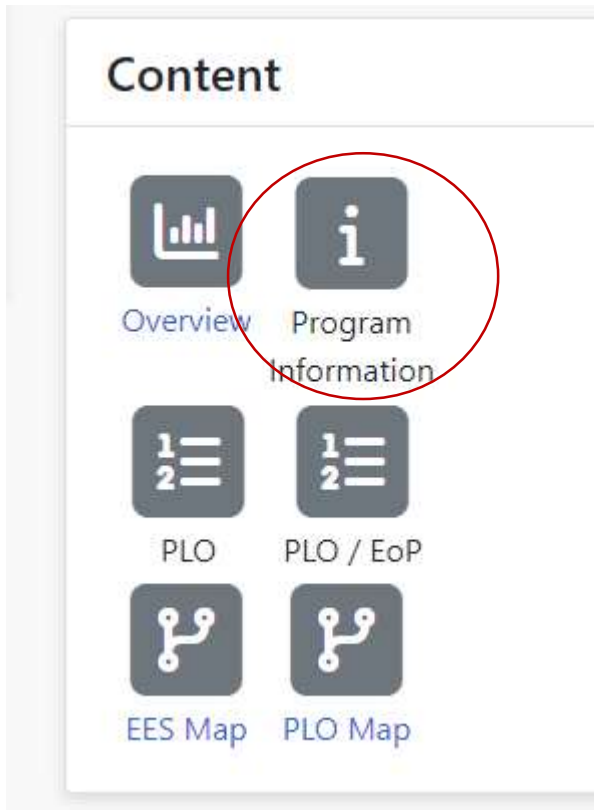 Content
Overview
Program
Information
PLO
PLO / EoP
EES Map
PLO Map